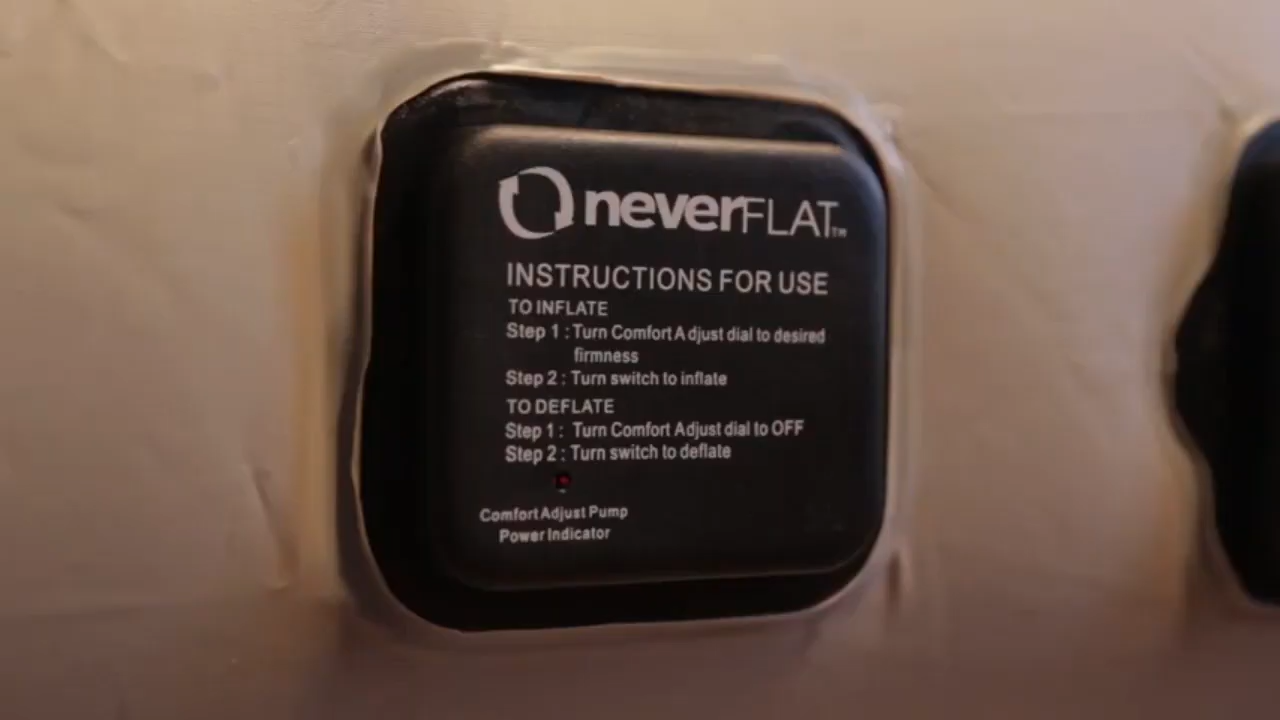 neverFLAT™
INSTRUCTIONS FOR USE
TO INFLATE
Step 1 : Turn Comfort Adjust dial to desired
firmness
Step 2 : Turn switch to inflate
TO DEFLATE
Step 1 : Turn Comfort Adjust dial to OFF
Step 2 : Turn switch to deflate
Comfort Adjust Pump
Power Indicator